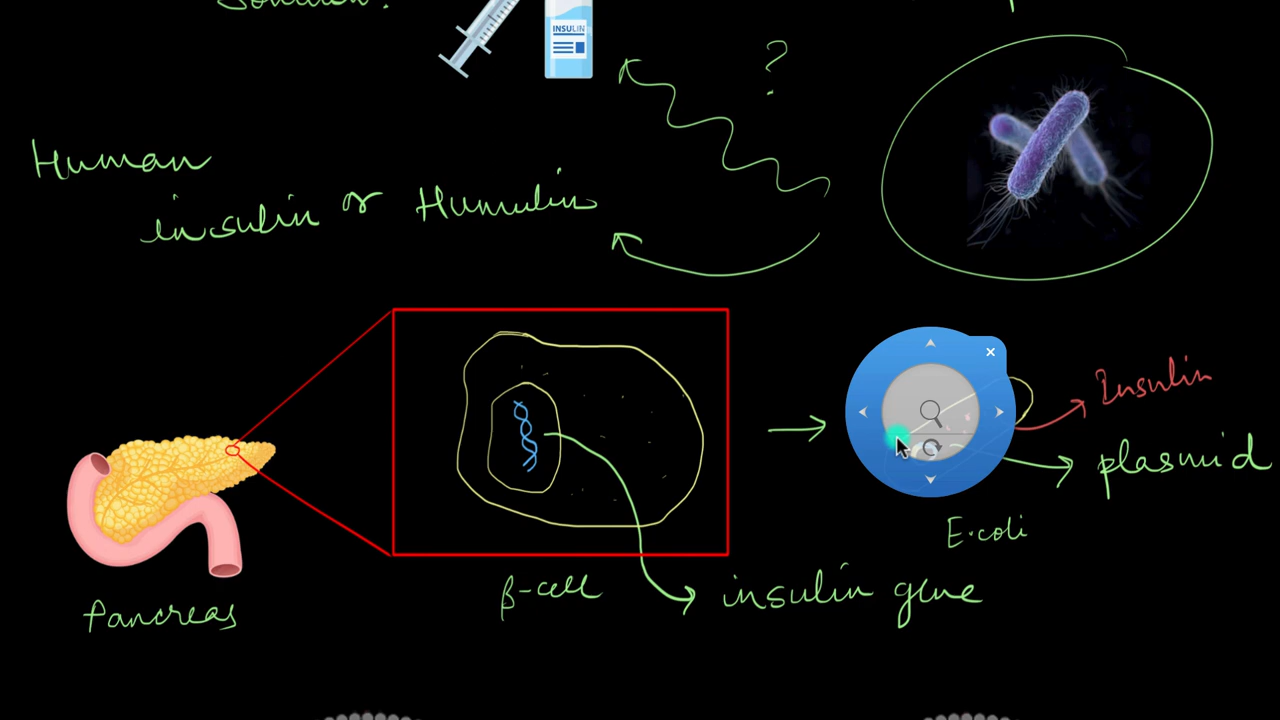 INSULIN
?
Human
insulin or Humulin
Insulin
plasmid
E.coli
β-cell
insulin gene
Pancreas